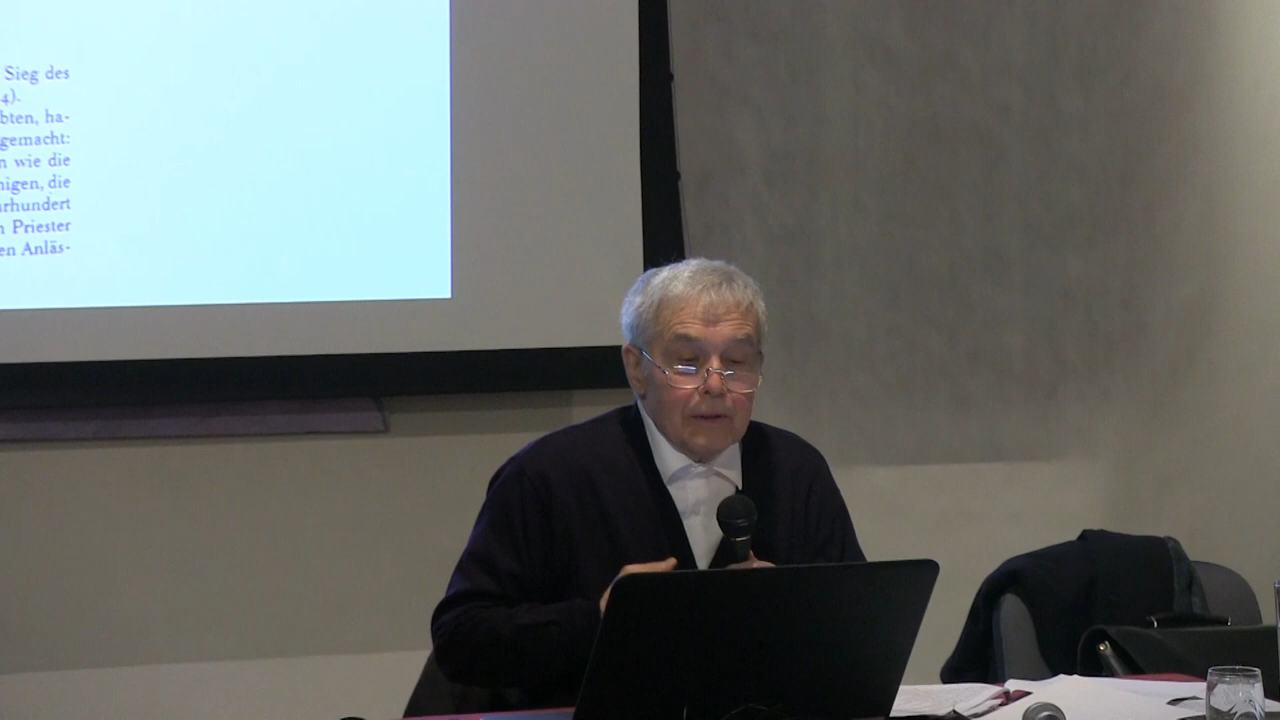 Sieg des
4).
bten, ha-
gemacht:
n wie die
nigen, die
rhundert
n Priester
en Anläs-